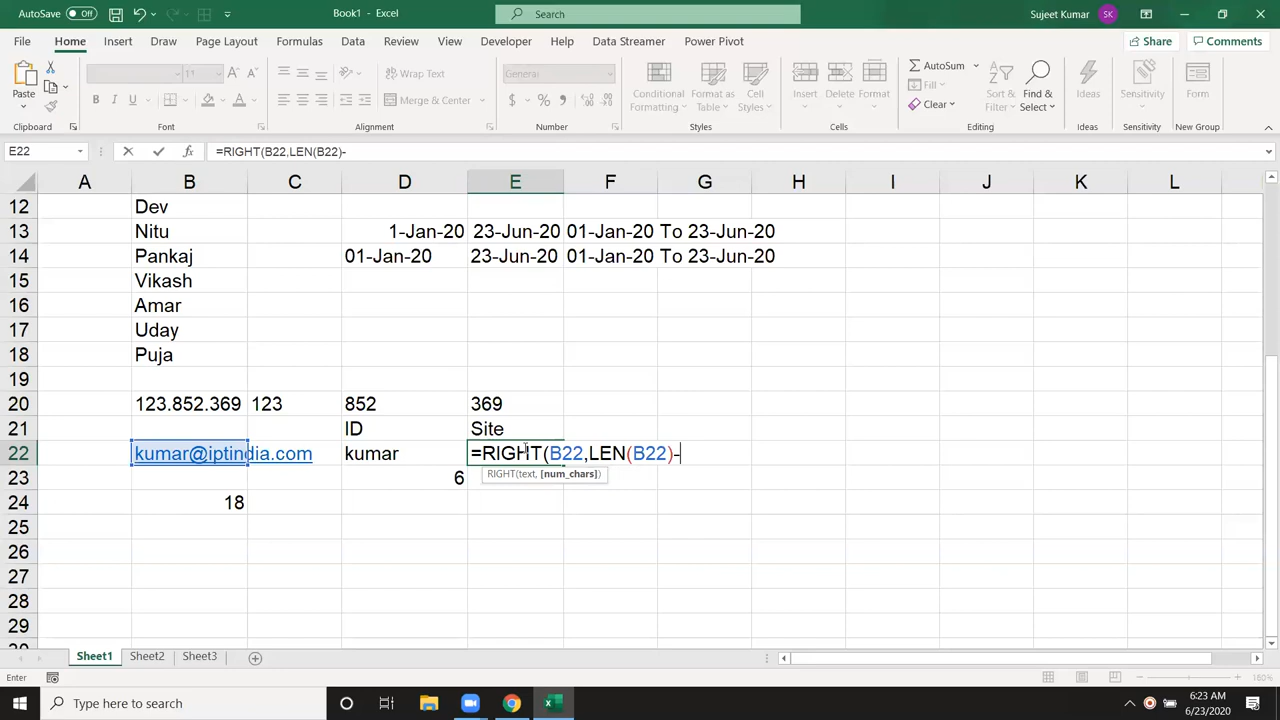 AutoSave Off Book1 - Excel Search Sujeet Kumar SK
File Home Insert Draw Page Layout Formulas Data Review View Developer Help Data Streamer Power Pivot Share Comments
Paste 11 Wrap Text General Conditional Formatting Format as Table Cell Styles Insert Delete Format AutoSum Fill Clear Sort & Filter Find & Select Ideas Sensitivity Form
B I U Merge & Center $ % 
Clipboard Font Alignment Number Styles Cells Editing Ideas Sensitivity New Group
E22 fx =RIGHT(B22,LEN(B22)-
A B C D E F G H I J K L
12 Dev
13 Nitu 1-Jan-20 23-Jun-20 01-Jan-20 To 23-Jun-20
14 Pankaj 01-Jan-20 23-Jun-20 01-Jan-20 To 23-Jun-20
15 Vikash
16 Amar
17 Uday
18 Puja
19
20 123.852.369 123 852 369
21 ID Site
22 kumar@iptindia.com kumar =RIGHT(B22,LEN(B22)-
23 6 RIGHT(text, [num_chars])
24 18
25
26
27
28
29
Sheet1 Sheet2 Sheet3
Enter 160%
Type here to search 6:23 AM
6/23/2020